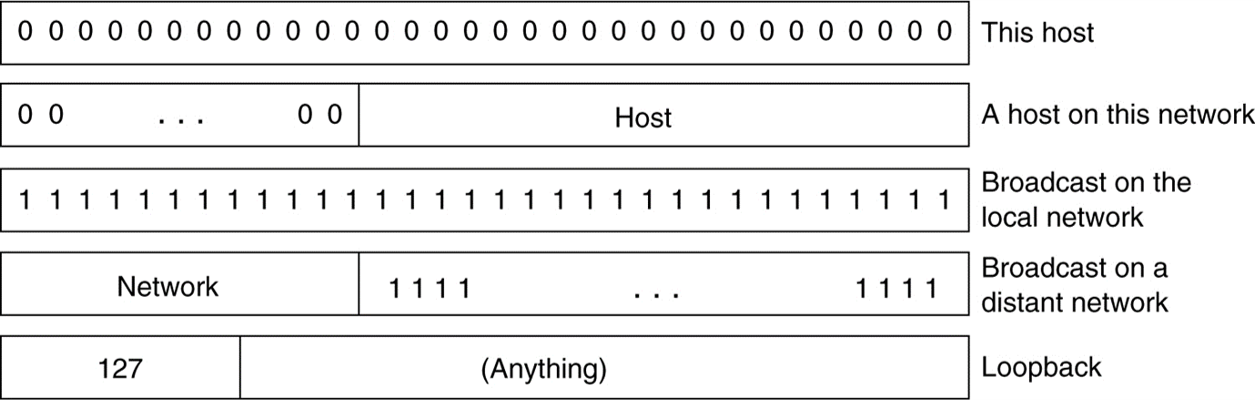 0 0 0 0 0 0 0 0 0 0 0 0 0 0 0 0 0 0 0 0 0 0 0 0 0 0 0 0 0 0 0 0 This host
0 0 ... 0 0 Host A host on this network
1 1 1 1 1 1 1 1 1 1 1 1 1 1 1 1 1 1 1 1 1 1 1 1 1 1 1 1 1 1 1 1 Broadcast on the
local network
Network 1 1 1 1 ... 1 1 1 1 Broadcast on a
distant network
127 (Anything) Loopback